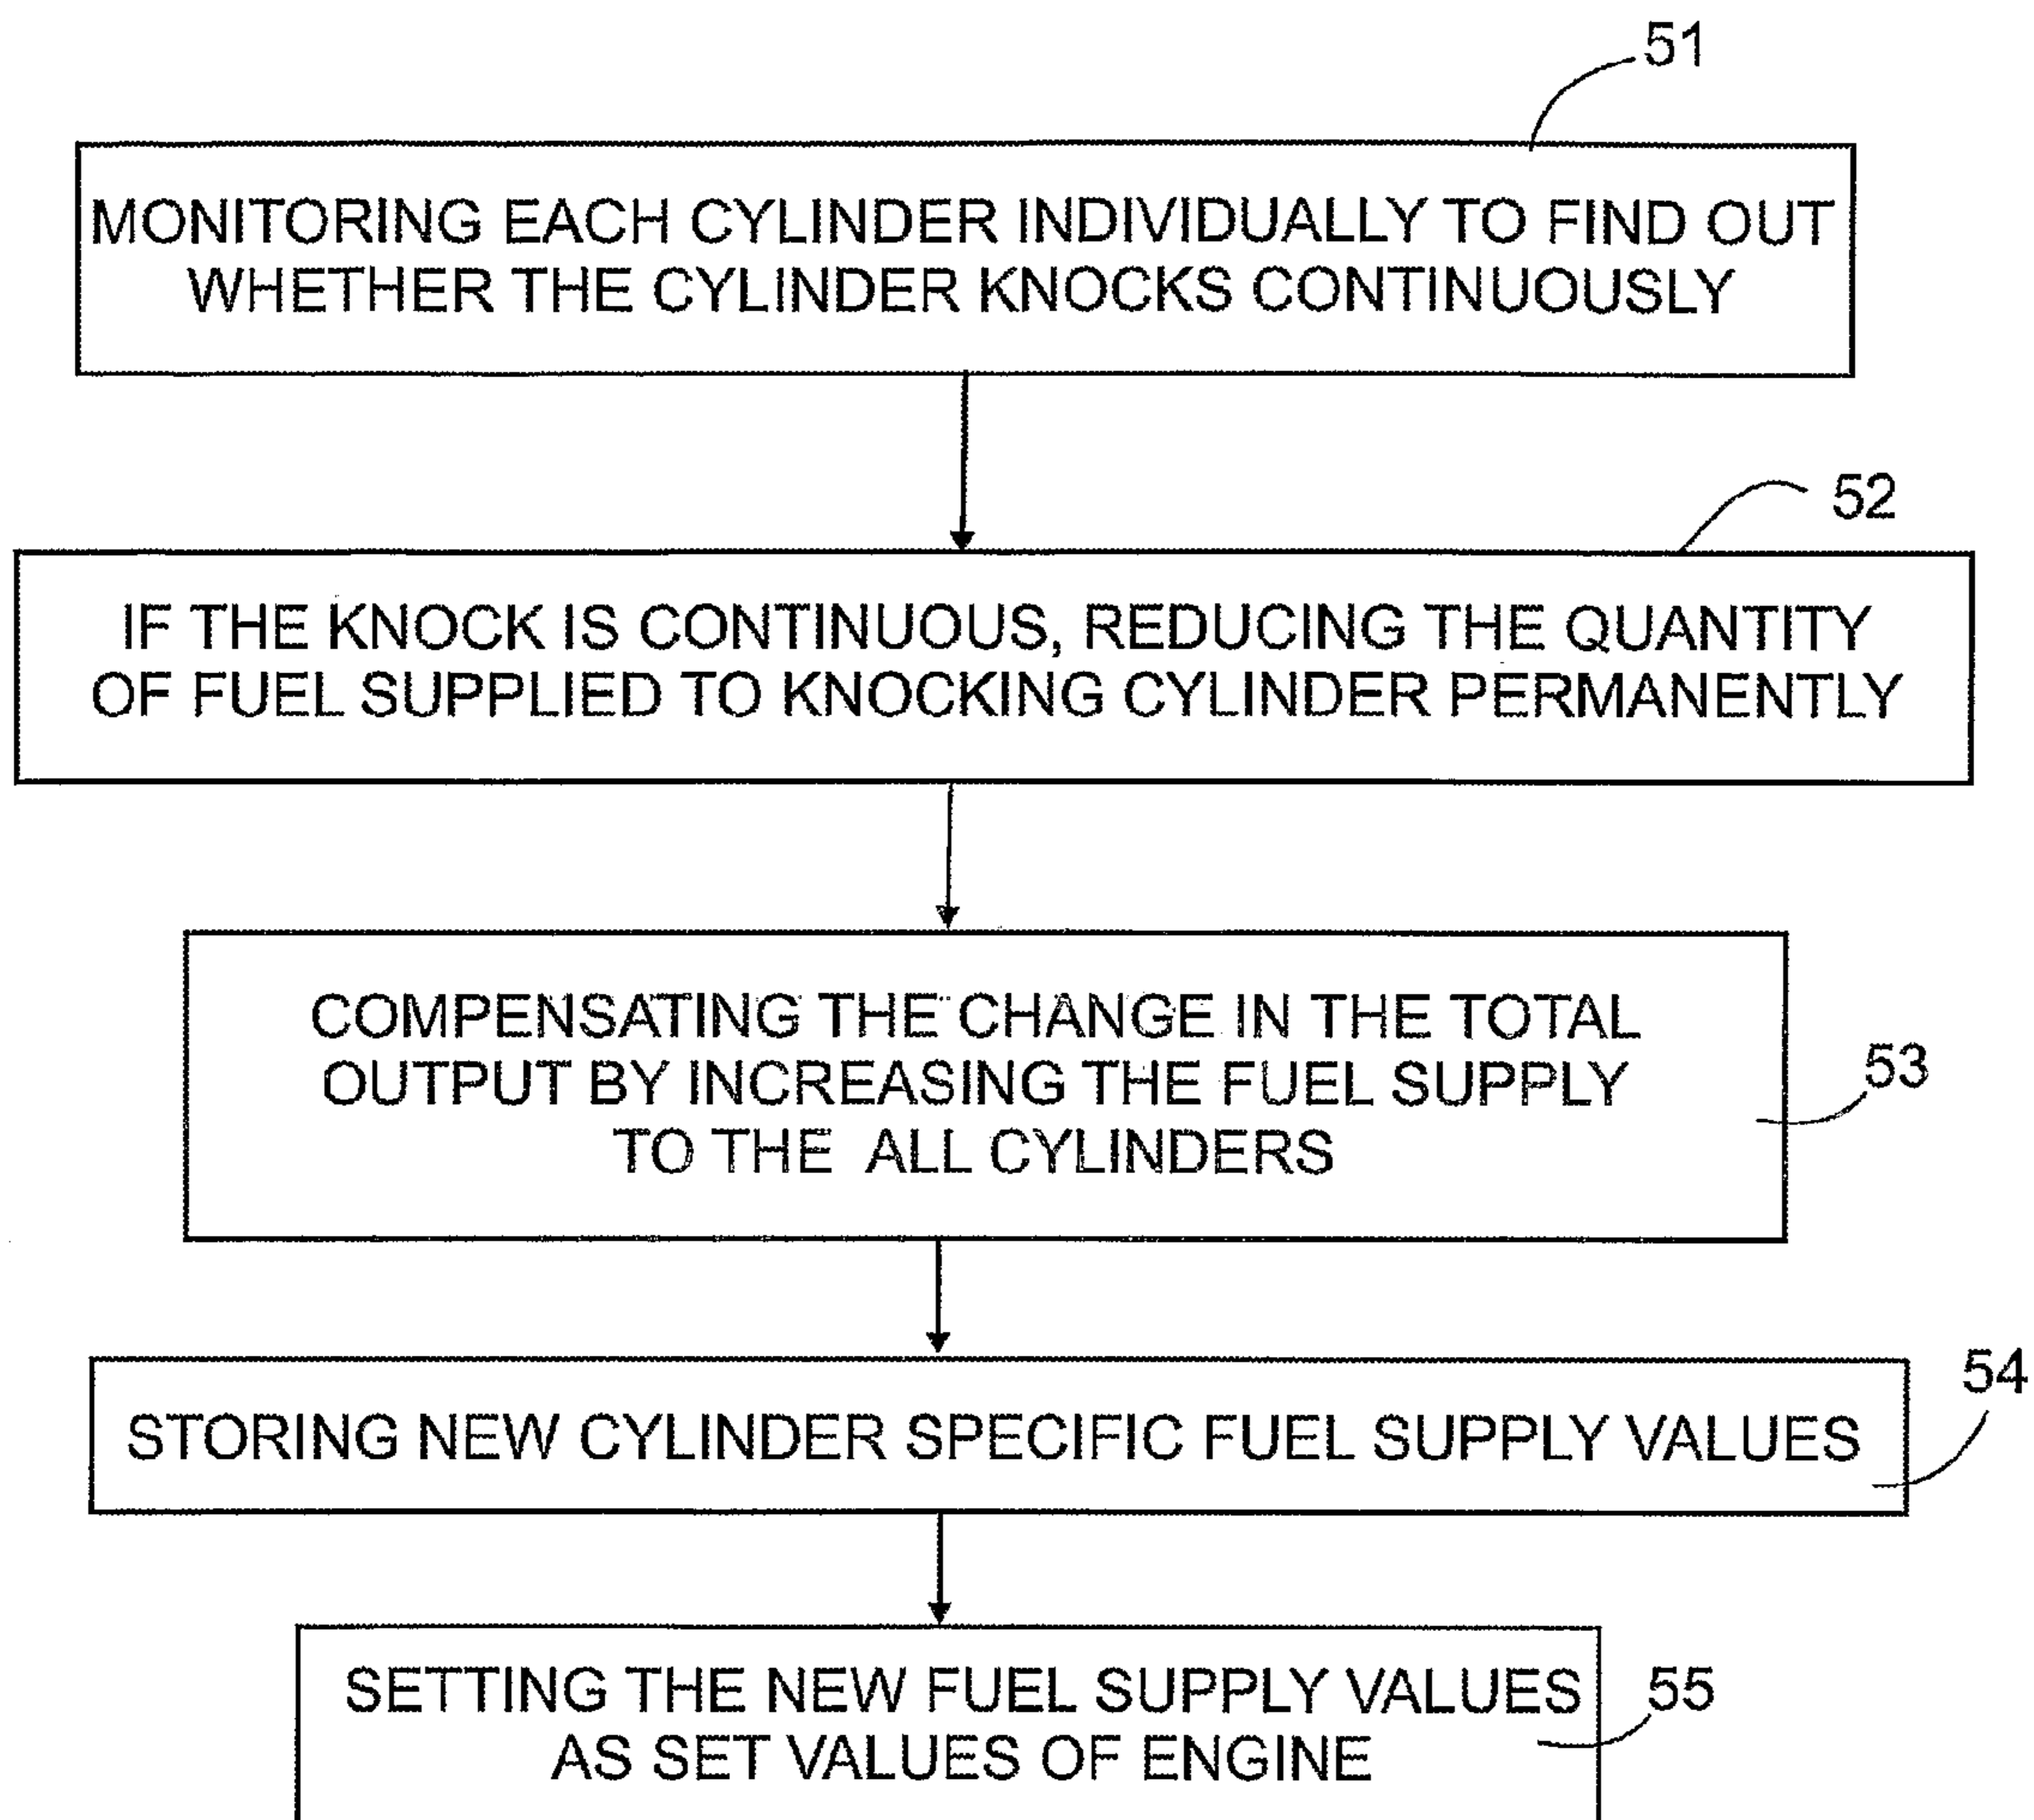 51
MONITORING EACH CYLINDER INDIVIDUALLY TO FIND OUT
WHETHER THE CYLINDER KNOCKS CONTINUOUSLY
52
IF THE KNOCK IS CONTINUOUS, REDUCING THE QUANTITY
OF FUEL SUPPLIED TO KNOCKING CYLINDER PERMANENTLY
COMPENSATING THE CHANGE IN THE TOTAL
OUTPUT BY INCREASING THE FUEL SUPPLY
TO THE ALL CYLINDERS
53
54
STORING NEW CYLINDER SPECIFIC FUEL SUPPLY VALUES
SETTING THE NEW FUEL SUPPLY VALUES
AS SET VALUES OF ENGINE
55